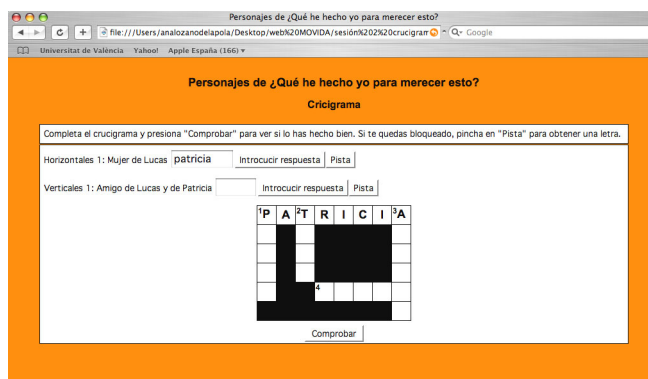 Personajes de ¿Qué he hecho yo para merecer esto?
file:///Users/analozanodelapola/Desktop/web%20MOVIDA/sesión%202%20crucigram
Google
Universitat de València Yahoo! Apple España (166)
Personajes de ¿Qué he hecho yo para merecer esto?
Cricigrama
Completa el crucigrama y presiona "Comprobar" para ver si lo has hecho bien. Si te quedas bloqueado, pincha en "Pista" para obtener una letra.
Horizontales 1: Mujer de Lucas patricia Introcucir respuesta Pista
Verticales 1: Amigo de Lucas y de Patricia Introcucir respuesta Pista
1P A 2T R I C I 3A
4
Comprobar